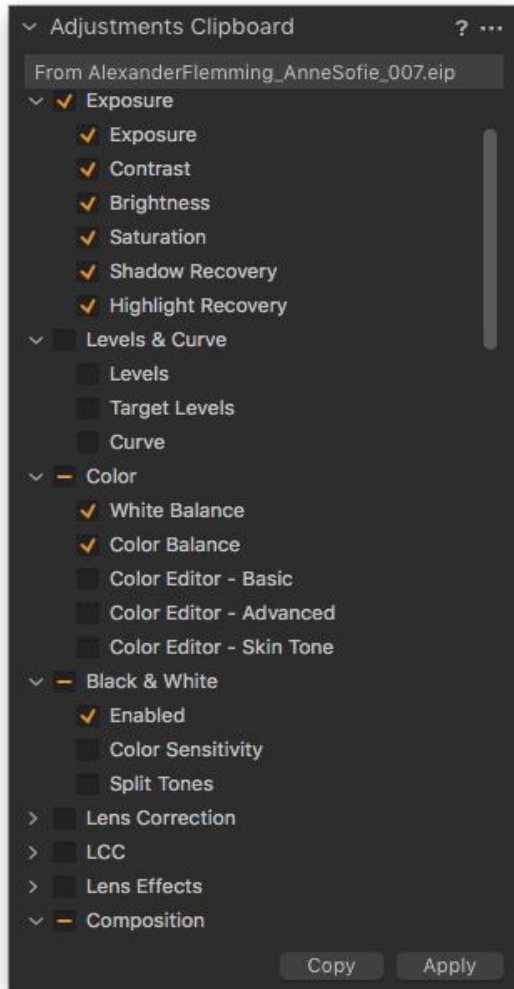 Adjustments Clipboard ? ···
From AlexanderFlemming_AnneSofie_007.eip
Exposure
Exposure
Contrast
Brightness
Saturation
Shadow Recovery
Highlight Recovery
Levels & Curve
Levels
Target Levels
Curve
Color
White Balance
Color Balance
Color Editor - Basic
Color Editor - Advanced
Color Editor - Skin Tone
Black & White
Enabled
Color Sensitivity
Split Tones
Lens Correction
LCC
Lens Effects
Composition
Copy Apply